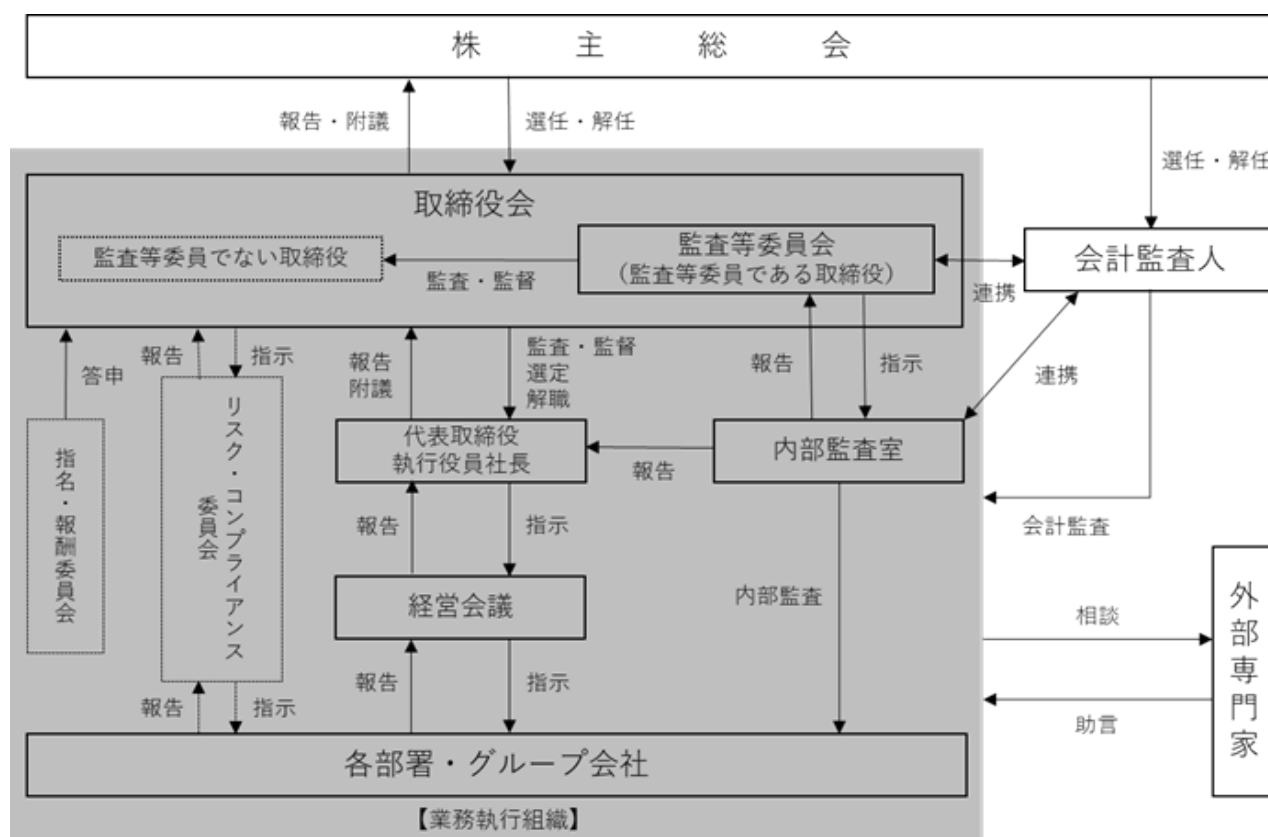 株主総会
報告・附議
選任・解任
選任・解任
取締役会
監査等委員でない取締役
監査・監督
監査等委員会
（監査等委員である取締役）
連携
会計監査人
答申
報告
指示
報告
附議
監査・監督
選定
解職
報告
指示
連携
指名・報酬委員会
リスク・コンプライアンス
委員会
代表取締役
執行役員社長
報告
内部監査室
報告
指示
会計監査
経営会議
内部監査
外部専門家
相談
報告
指示
報告
指示
助言
各部署・グループ会社
【業務執行組織】